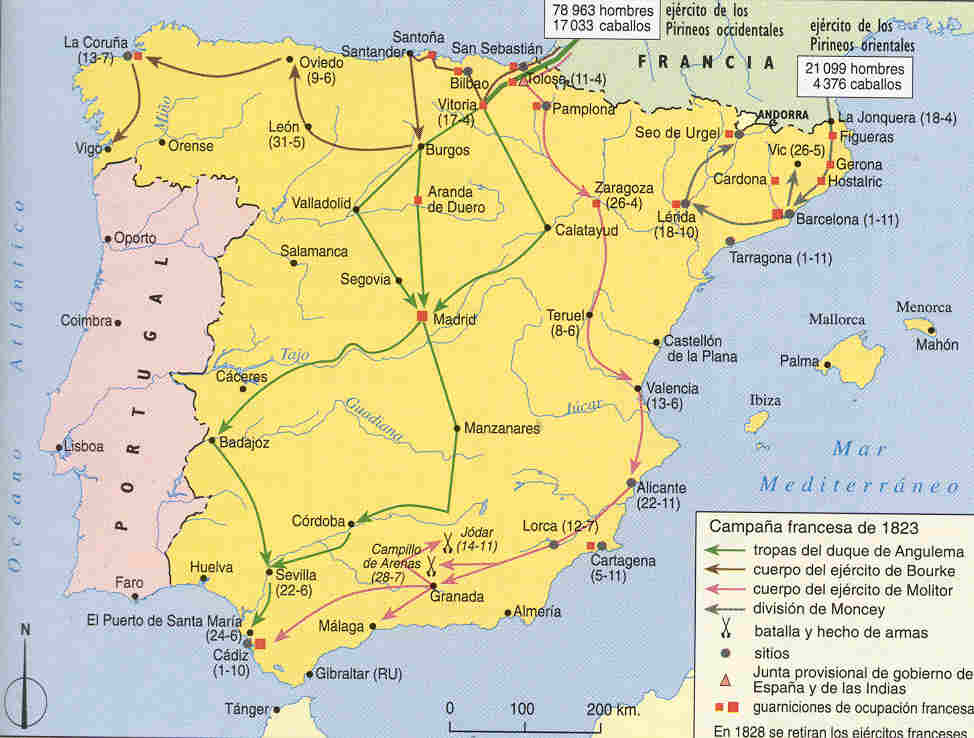 78 963 hombres
17 033 caballos
ejército de los
Pirineos occidentales
ejército de los
Pirineos orientales
21 099 hombres
4 376 caballos
FRANCIA
La Coruña
(13-7)
Oviedo
(9-6)
Santoña
Santander
San Sebastián
Bilbao
Tolosa (11-4)
Vitoria
(17-4)
Pamplona
ANDORRA
La Jonquera (18-4)
Seo de Urgel
Figueras
Vic (26-5)
Gerona
Cardona
Hostalric
León
(31-5)
Miño
Vigo
Orense
Burgos
Valladolid
Aranda
de Duero
Zaragoza
(26-4)
Lérida
(18-10)
Barcelona (1-11)
Calatayud
Tarragona (1-11)
Oporto
Salamanca
Segovia
Madrid
Teruel
(8-6)
Menorca
Mallorca
Mahón
Castellón
de la Plana
Palma
Coimbra
Tajo
Cáceres
Valencia
(13-6)
Ibiza
Júcar
Guadiana
Manzanares
Badajoz
Lisboa
PORTUGAL
Océano Atlántico
Mar
Mediterráneo
Alicante
(22-11)
Córdoba
Jódar
(14-11)
Lorca (12-7)
Campillo
de Arenas
(28-7)
Cartagena
(5-11)
Huelva
Sevilla
(22-6)
Faro
Granada
Almería
El Puerto de Santa María
(24-6)
Málaga
Cádiz
(1-10)
Gibraltar (RU)
Tánger
N
0 100 200 km.
Campaña francesa de 1823
tropas del duque de Angulema
cuerpo del ejército de Bourke
cuerpo del ejército de Molitor
división de Moncey
batalla y hecho de armas
sitios
Junta provisional de gobierno de
España y de las Indias
guarniciones de ocupación francesa
En 1828 se retiran los ejércitos franceses